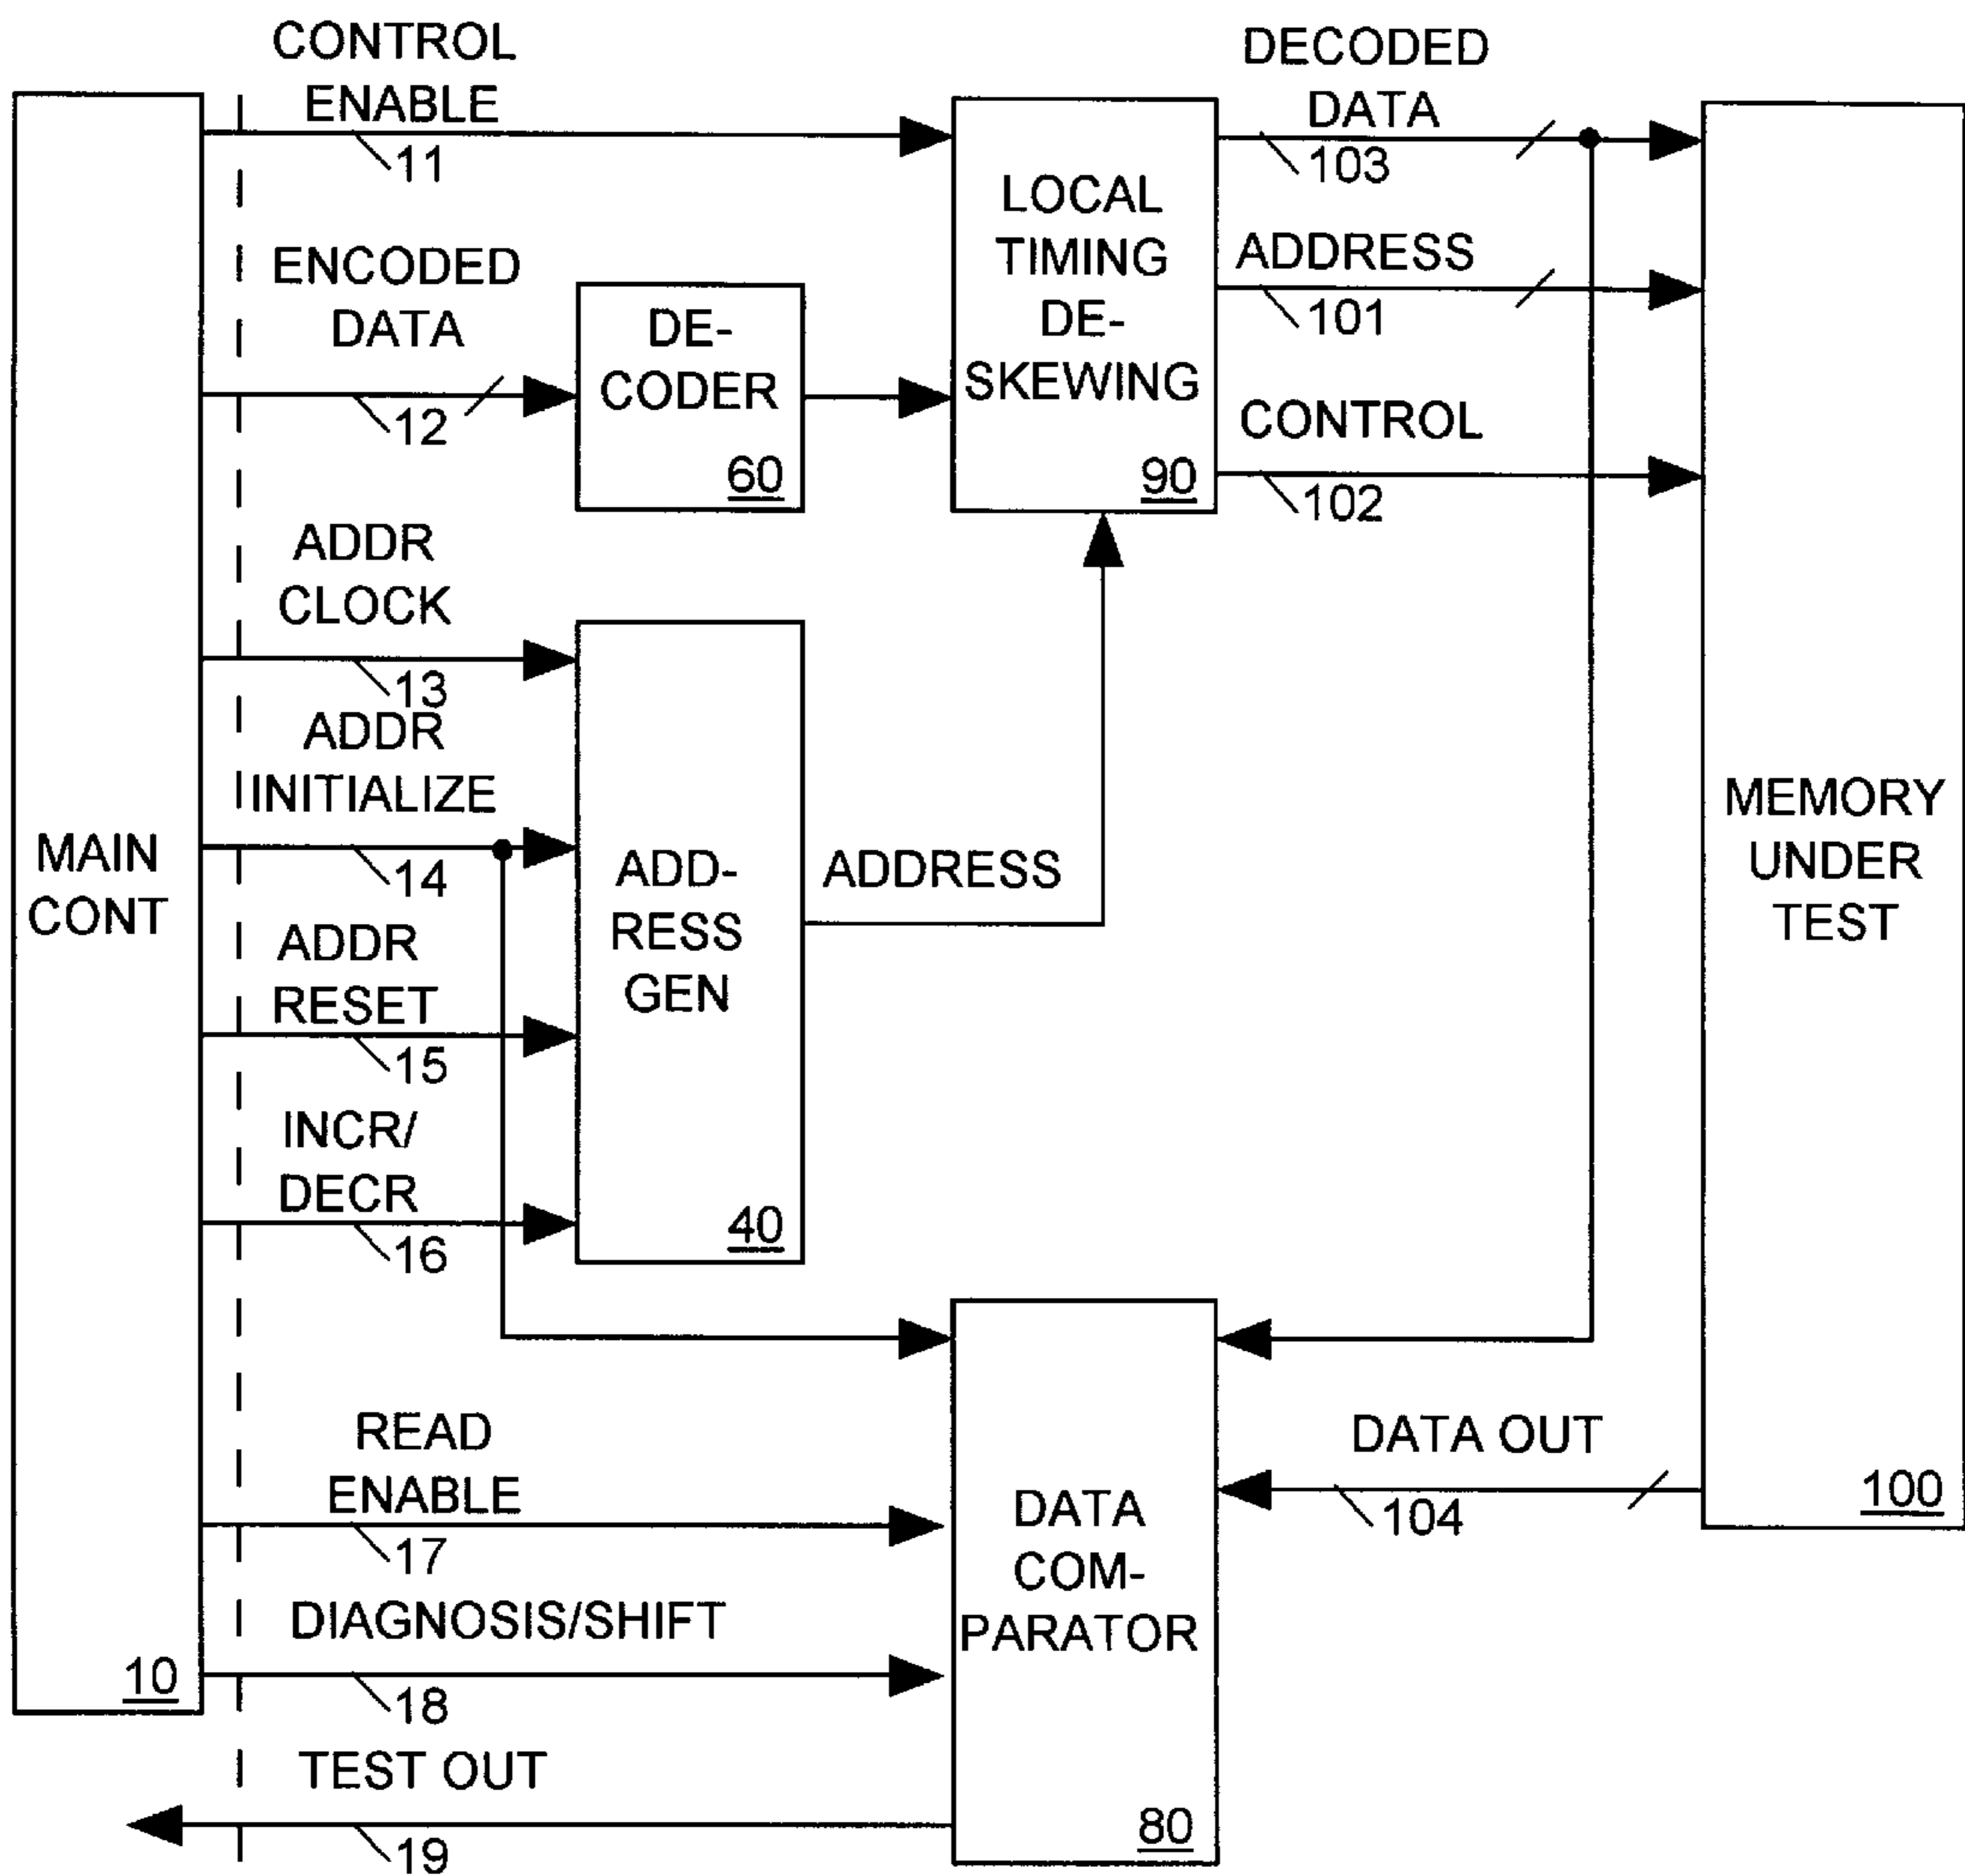 CONTROL
ENABLE
11
ENCODED
DATA
12
ADDR
CLOCK
13
ADDR
INITIALIZE
14
ADDR
RESET
15
INCR/
DECR
16
READ
ENABLE
17
DIAGNOSIS/SHIFT
18
TEST OUT
19
MAIN
CONT
10
DE-
CODER
60
ADD-
RESS
GEN
40
ADDRESS
LOCAL
TIMING
DE-
SKEWING
90
DECODED
DATA
103
ADDRESS
101
CONTROL
102
DATA OUT
104
DATA
COM-
PARATOR
80
MEMORY
UNDER
TEST
100